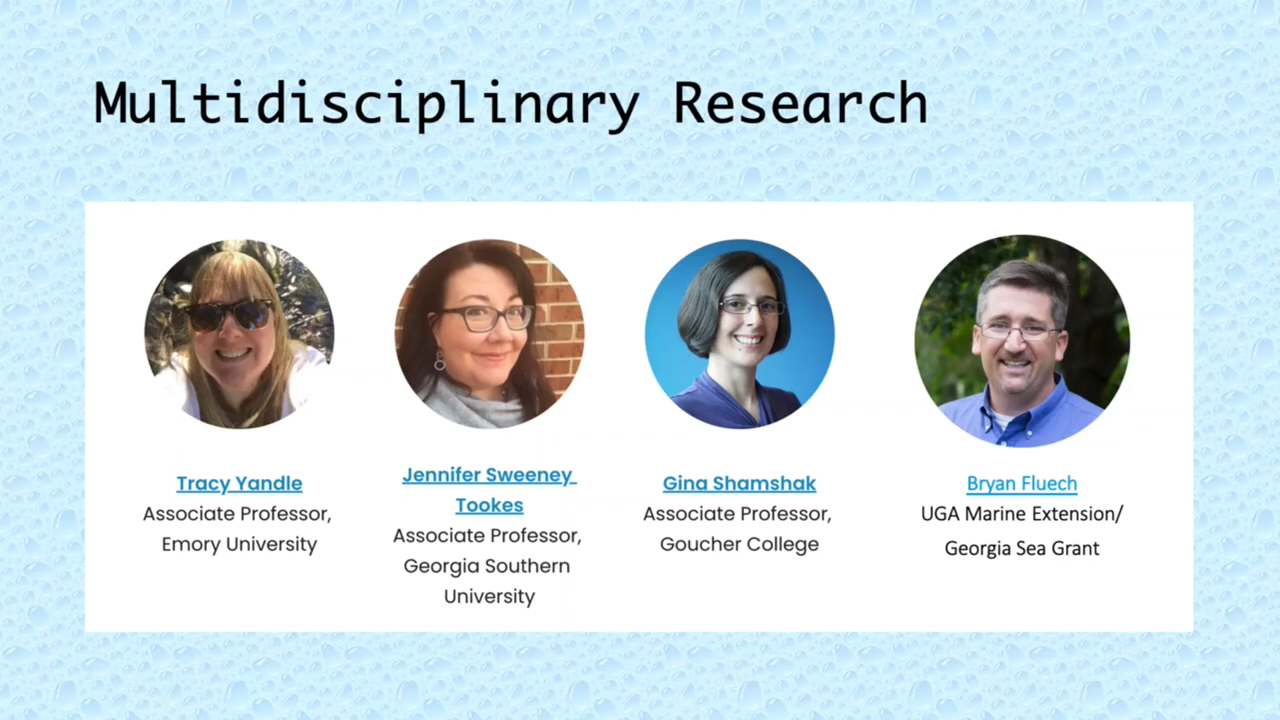 Multidisciplinary Research
Tracy Yandle
Associate Professor,
Emory University
Jennifer Sweeney
Tookes
Associate Professor,
Georgia Southern
University
Gina Shamshak
Associate Professor,
Goucher College
Bryan Fluech
UGA Marine Extension/
Georgia Sea Grant